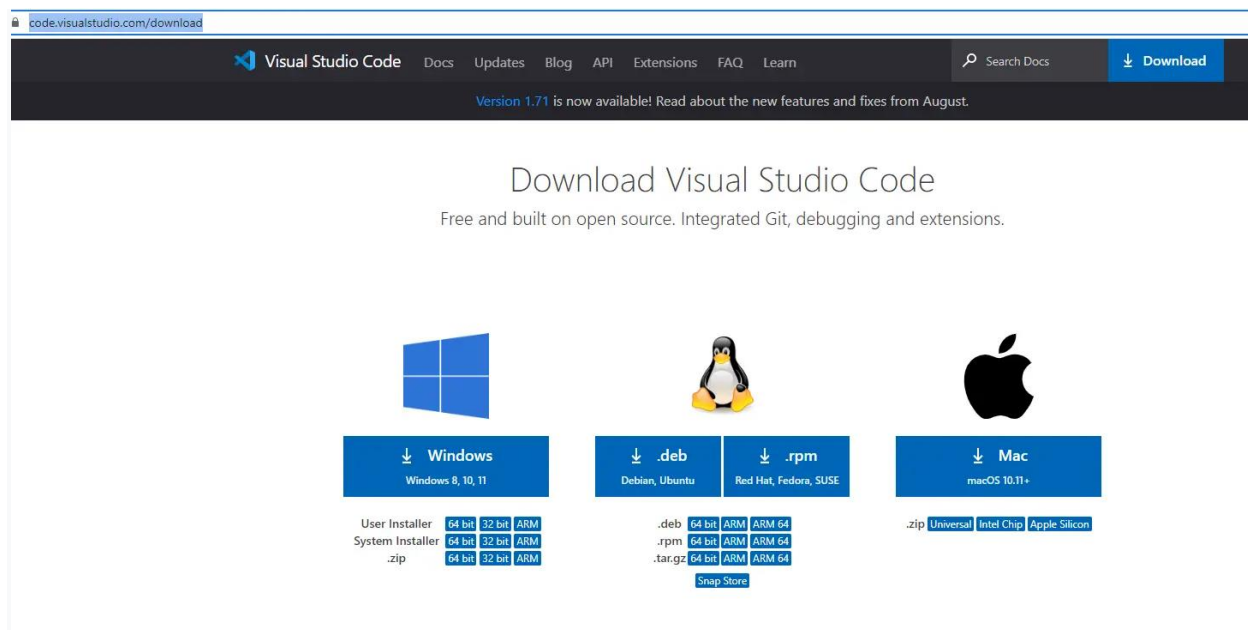 code.visualstudio.com/download
Visual Studio Code Docs Updates Blog API Extensions FAQ Learn Search Docs Download
Version 1.71 is now available! Read about the new features and fixes from August.
Download Visual Studio Code
Free and built on open source. Integrated Git, debugging and extensions.
Windows
Windows 8, 10, 11
User Installer 64 bit 32 bit ARM
System Installer 64 bit 32 bit ARM
.zip 64 bit 32 bit ARM
.deb .rpm
Debian, Ubuntu Red Hat, Fedora, SUSE
.deb 64 bit ARM ARM 64
.rpm 64 bit ARM ARM 64
.tar.gz 64 bit ARM ARM 64
Snap Store
Mac
macOS 10.11+
.zip Universal Intel Chip Apple Silicon